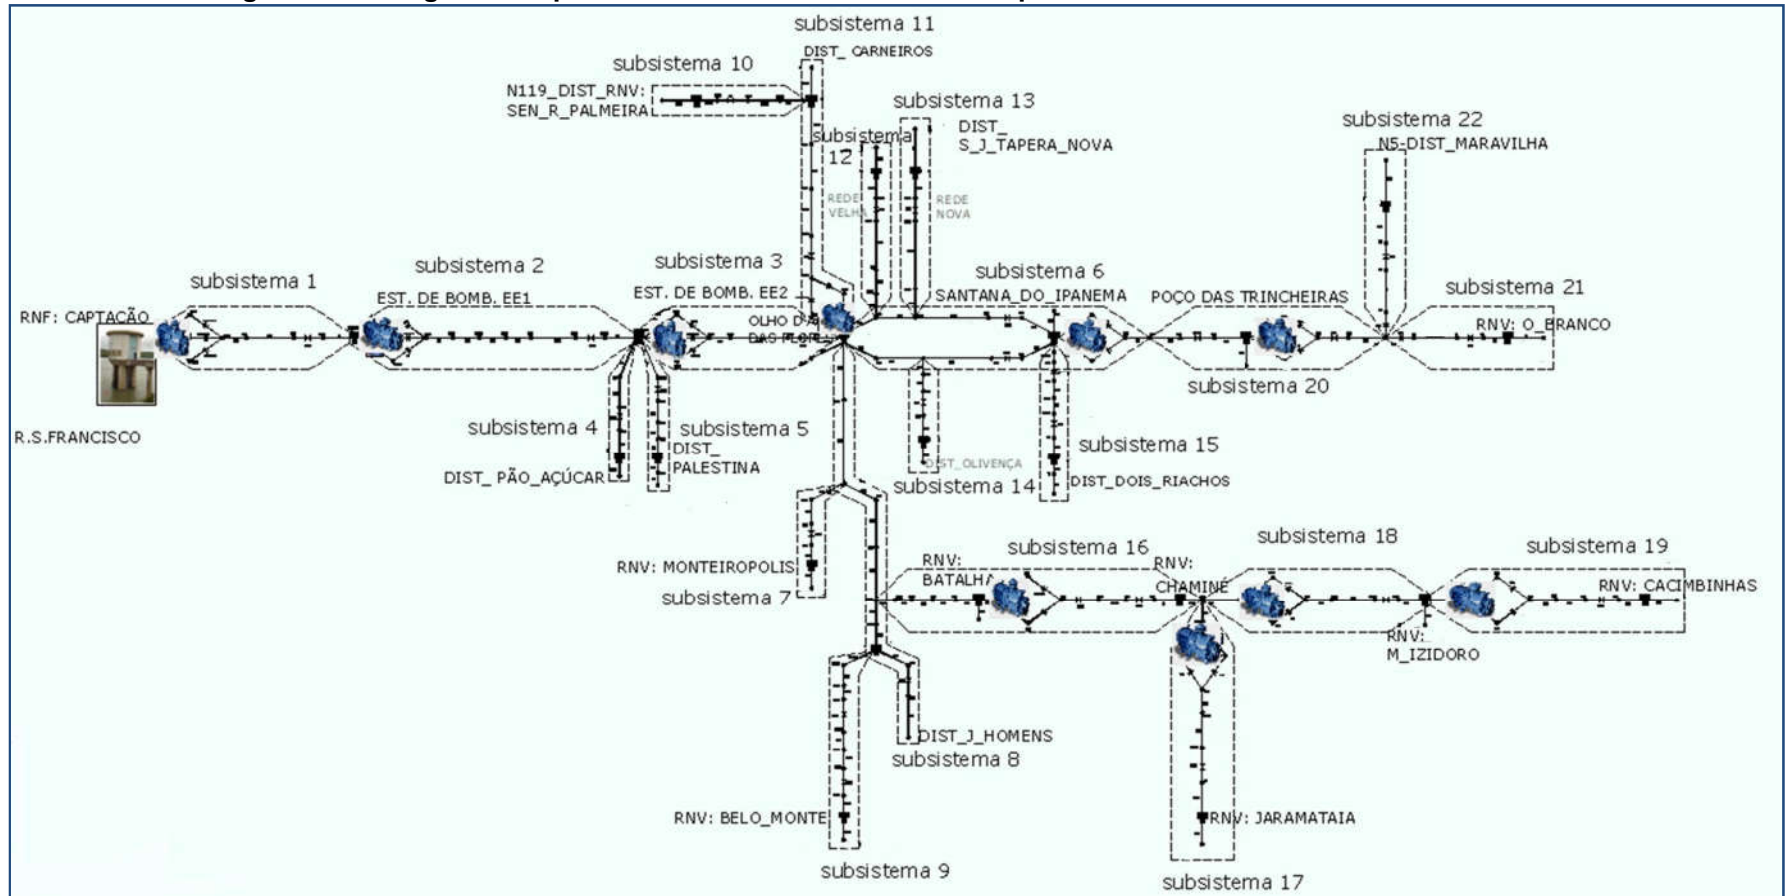 subsistema 11
DIST_ CARNEIROS
subsistema 10
N119_DIST_RNV:
SEN_R_PALMEIRA
subsistema 13
DIST_
S_J_TAPERA_NOVA
subsistema
12
REDE
VELHA
REDE
NOVA
subsistema 22
N5-DIST_MARAVILHA
subsistema 1
subsistema 2
subsistema 3
subsistema 6
subsistema 21
RNF: CAPTAÇÃO
EST. DE BOMB. EE1
EST. DE BOMB. EE2
SANTANA_DO_IPANEMA
POÇO DAS TRINCHEIRAS
RNV: O_BRANCO
OLHO
DAS
subsistema 20
R.S.FRANCISCO
subsistema 4
subsistema 5
DIST_
PALESTINA
DIST_ PÃO_AÇÚCAR
DIST_OLIVENÇA
subsistema 14
subsistema 15
DIST_DOIS_RIACHOS
RNV: MONTEIROPOLIS
subsistema 7
RNV:
BATALHA
subsistema 16
RNV:
CHAMINÉ
subsistema 18
subsistema 19
RNV: CACIMBINHAS
RNV:
M_IZIDORO
DIST_J_HOMENS
subsistema 8
RNV: BELO_MONTE
subsistema 9
RNV: JARAMATAIA
subsistema 17